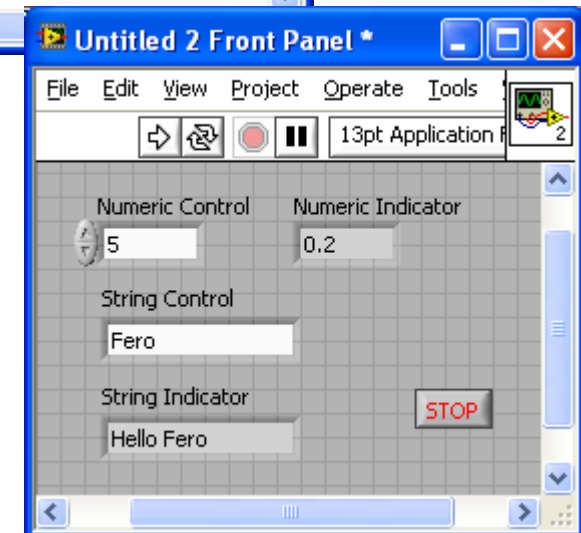 Untitled 2 Front Panel *
File Edit View Project Operate Tools
13pt Application
2
Numeric Control Numeric Indicator
5 0.2
String Control
Fero
String Indicator
STOP
Hello Fero